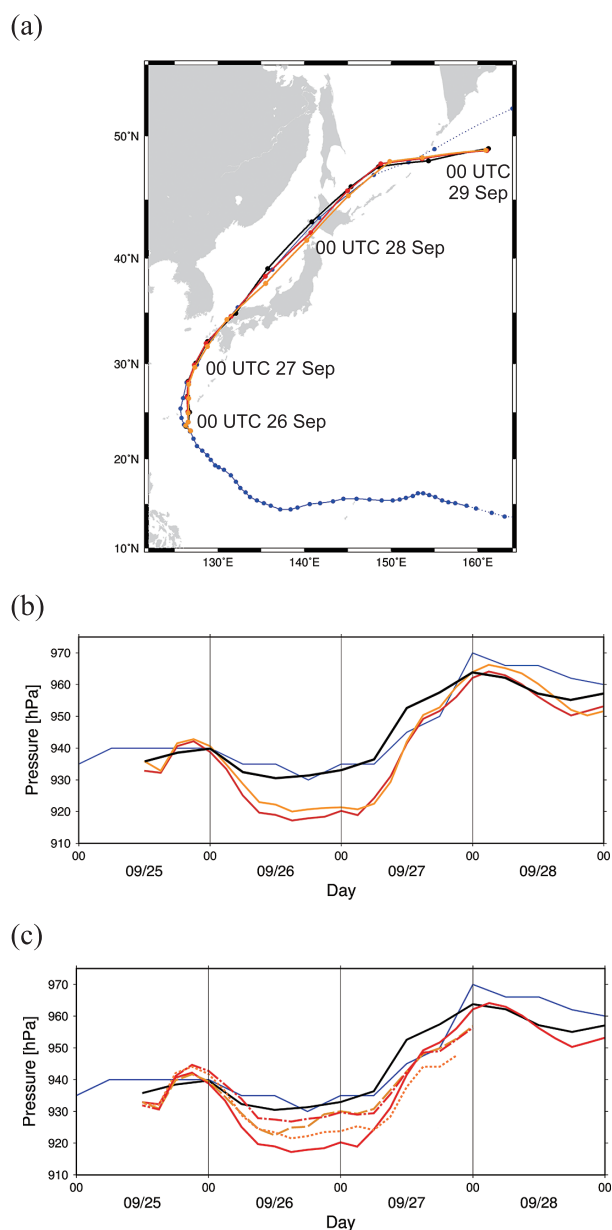 (a)
50˚N
40˚N
30˚N
20˚N
10˚N
130˚E
140˚E
150˚E
160˚E
00 UTC
29 Sep
00 UTC 28 Sep
00 UTC 27 Sep
00 UTC 26 Sep
(b)
Pressure [hPa]
970
960
950
940
930
920
910
00
00
00
00
00
09/25
09/26
09/27
09/28
Day
(c)
Pressure [hPa]
970
960
950
940
930
920
910
00
00
00
00
00
09/25
09/26
09/27
09/28
Day